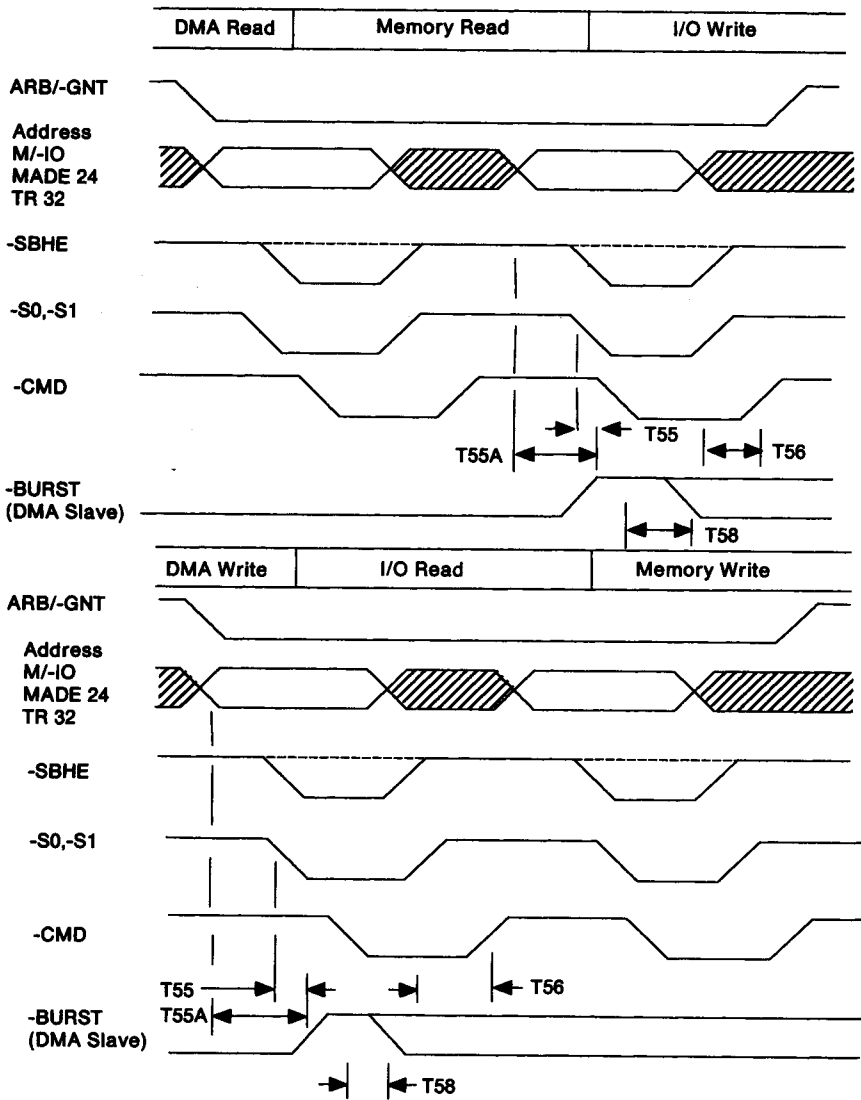 DMA Read Memory Read I/O Write
ARB/-GNT
Address
M/-IO
MADE 24
TR 32
-SBHE
-S0,-S1
-CMD
T55
T56
T55A
-BURST
(DMA Slave)
T58
DMA Write I/O Read Memory Write
ARB/-GNT
Address
M/-IO
MADE 24
TR 32
-SBHE
-S0,-S1
-CMD
T55
T56
T55A
-BURST
(DMA Slave)
T58